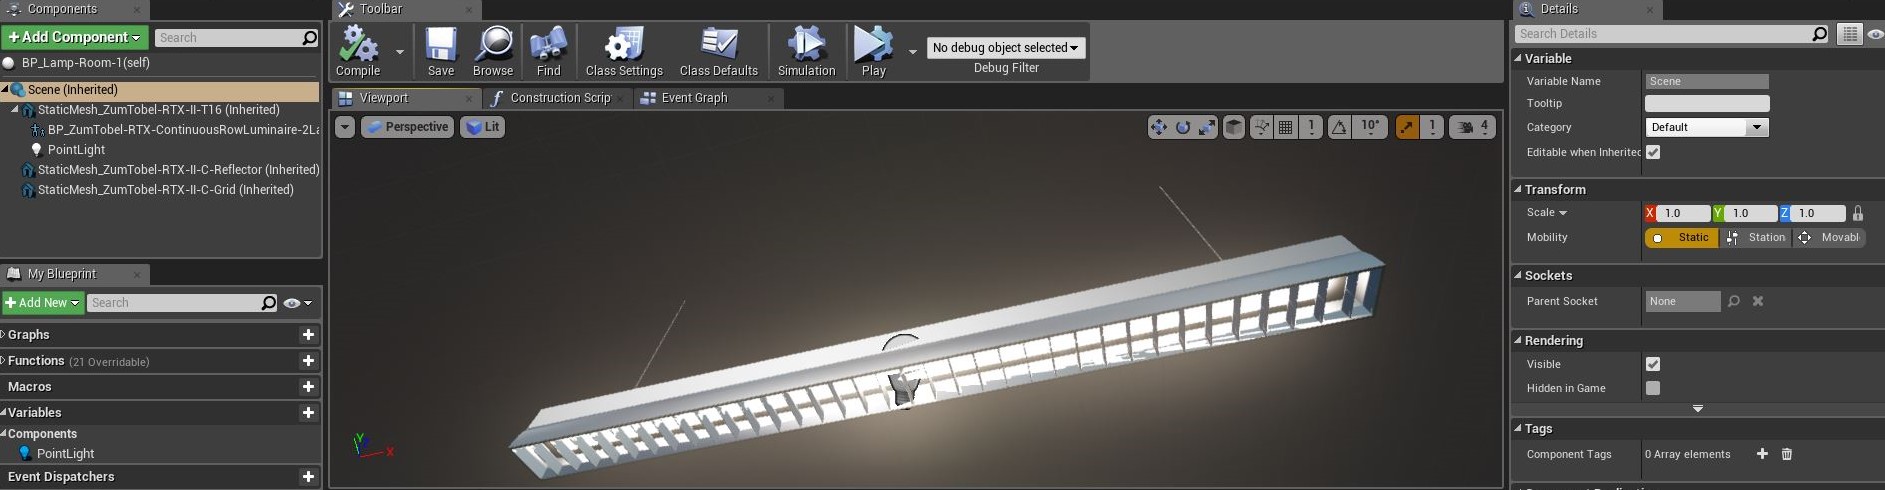 Components
Add Component
Search
BP_Lamp-Room-1(self)
Scene (Inherited)
StaticMesh_ZumTobel-RTX-II-T16 (Inherited)
BP_ZumTobel-RTX-ContinuousRowLuminaire-2La
PointLight
StaticMesh_ZumTobel-RTX-II-C-Reflector (Inherited)
StaticMesh_ZumTobel-RTX-II-C-Grid (Inherited)
My Blueprint
Add New
Search
Graphs
Functions (21 Overridable)
Macros
Variables
Components
PointLight
Event Dispatchers
Toolbar
Compile
Save
Browse
Find
Class Settings
Class Defaults
Simulation
Play
No debug object selected
Debug Filter
Viewport
Construction Scrip
Event Graph
Perspective
Lit
1
10°
1
4
Y
Z
X
Details
Search Details
Variable
Variable Name
Scene
Tooltip
Category
Default
Editable when Inherited
Transform
Scale
X 1.0 Y 1.0 Z 1.0
Mobility
Static
Station
Movabl
Sockets
Parent Socket
None
Rendering
Visible
Hidden in Game
Tags
Component Tags
0 Array elements